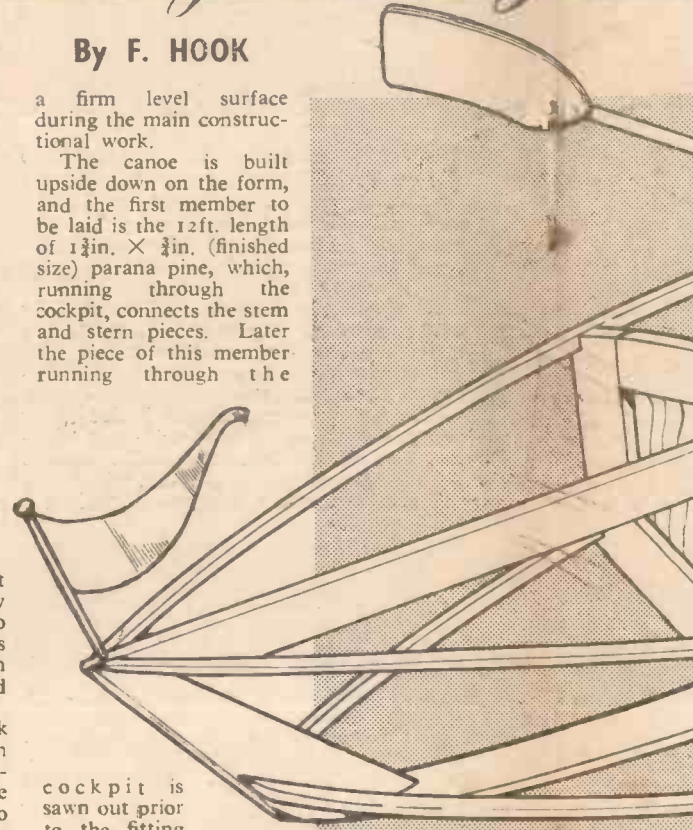 By F. HOOK
a firm level surface
during the main construc-
tional work.
The canoe is built
upside down on the form,
and the first member to
be laid is the 12ft. length
of 1¾in. × ¾in. (finished
size) parana pine, which,
running through the
cockpit, connects the stem
and stern pieces. Later
the piece of this member
running through the
cockpit is
sawn out prior
to the fitting